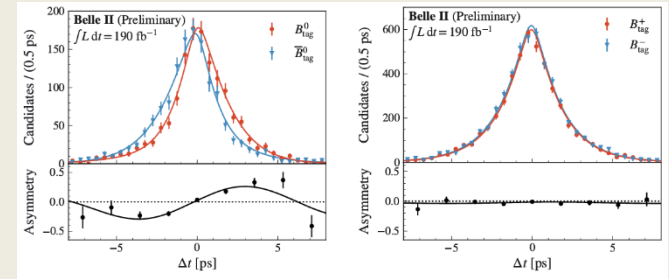 Belle II (Preliminary)
∫L dt = 190 fb⁻¹
B⁰tag
B̅⁰tag
Candidates / (0.5 ps)
150
100
50
0
Asymmetry
0.5
0.0
−0.5
−5
0
5
Δt [ps]
Belle II (Preliminary)
∫L dt = 190 fb⁻¹
B⁺tag
B⁻tag
Candidates / (0.5 ps)
600
400
200
0
Asymmetry
0.5
0.0
−0.5
−5
0
5
Δt [ps]